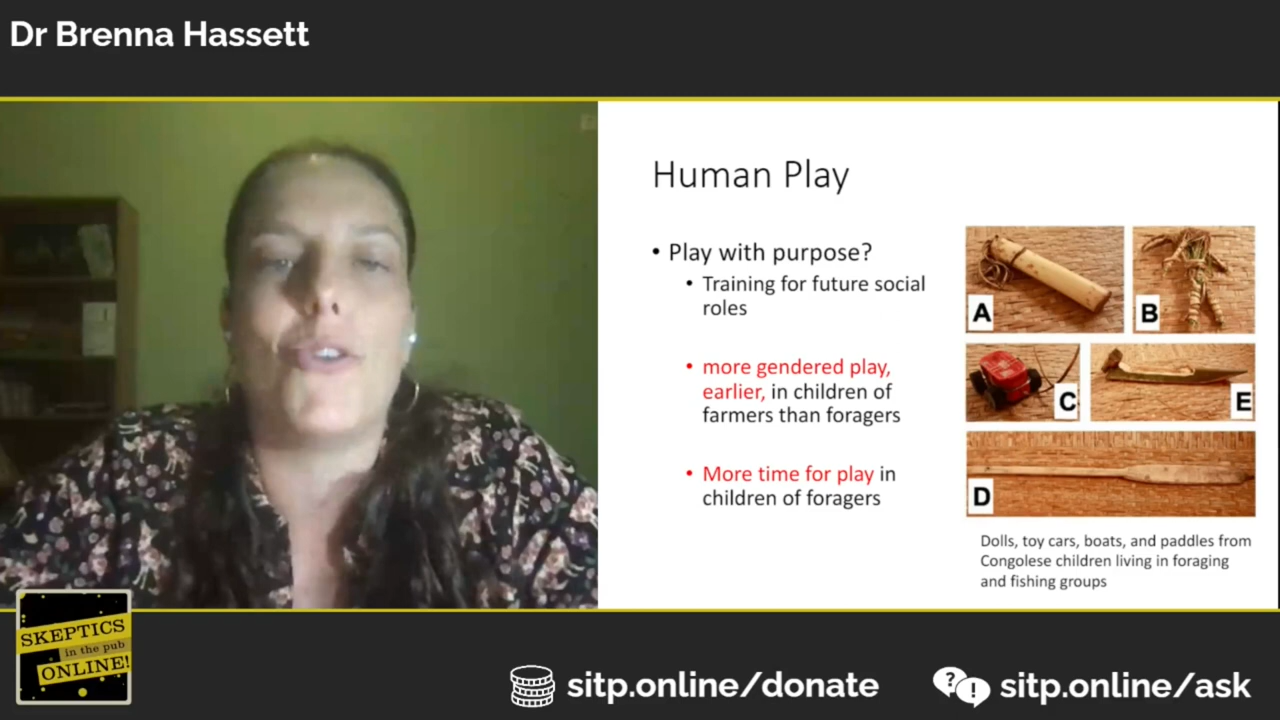 Dr Brenna Hassett
Human Play
• Play with purpose?
• Training for future social
roles
• more gendered play,
earlier, in children of
farmers than foragers
• More time for play in
children of foragers
A
B
C
E
D
Dolls, toy cars, boats, and paddles from
Congolese children living in foraging
and fishing groups
SKEPTICS
in the pub
ONLINE!
sitp.online/donate
? !
sitp.online/ask